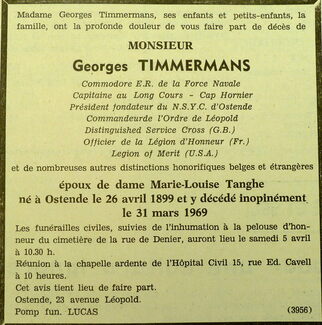 Madame Georges Timmermans, ses enfants et petits-enfants, la
famille, ont la profonde douleur de vous faire part de décès de
MONSIEUR
Georges TIMMERMANS
Commodore E.R. de la Force Navale
Capitaine au Long Cours - Cap Hornier
Président fondateur du N.S.Y.C. d'Ostende
Commandeurde l'Ordre de Léopold
Distinguished Service Cross (G.B.)
Officier de la Légion d'Honneur (Fr.)
Legion of Merit (U.S.A.)
et de nombreuses autres distinctions honorifiques belges et étrangères
époux de dame Marie-Louise Tanghe
né à Ostende le 26 avril 1899 et y décédé inopinément
le 31 mars 1969
Les funérailles civiles, suivies de l'inhumation à la pelouse d'hon-
neur du cimetière de la rue de Denier, auront lieu le samedi 5 avril
à 10.30 h.
Réunion à la chapelle ardente de l'Hôpital Civil 15, rue Ed. Cavell
à 10 heures.
Cet avis tient lieu de faire part.
Ostende, 23 avenue Léopold.
Pomp fun. LUCAS (3956)